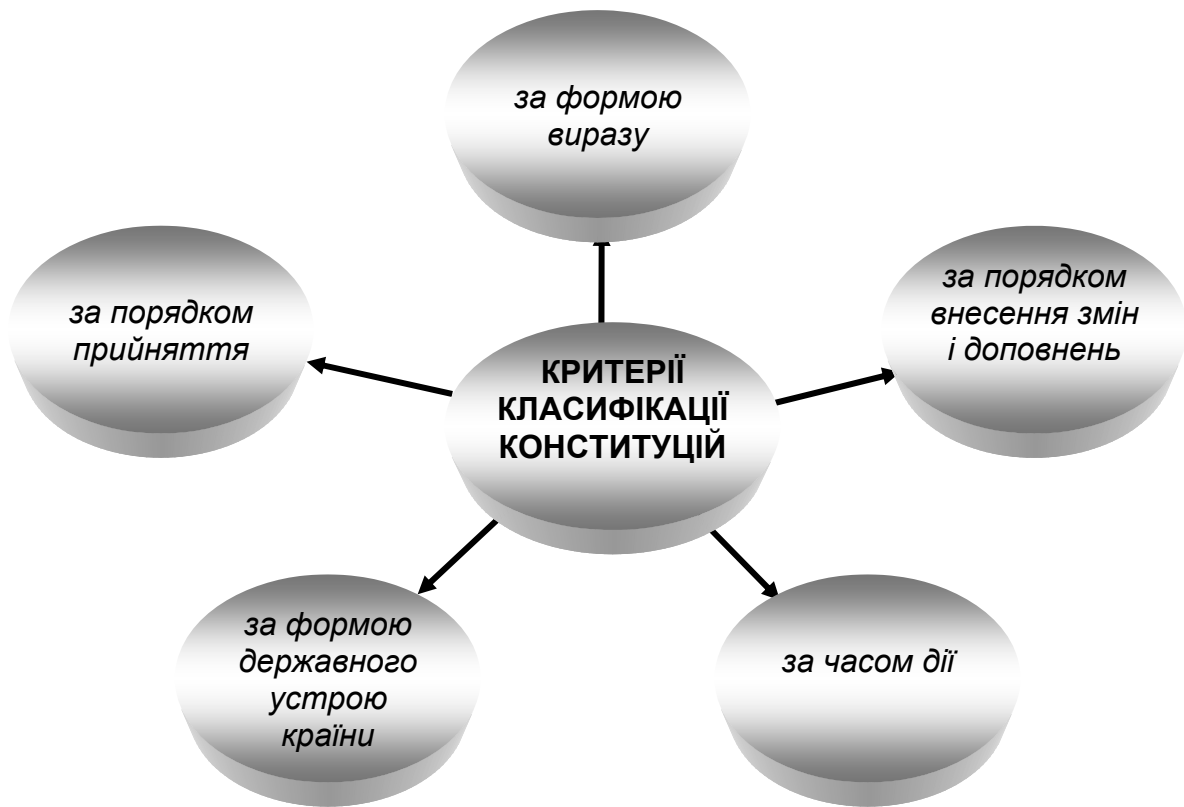 за формою
виразу
за порядком
прийняття
за порядком
внесення змін
і доповнень
КРИТЕРІЇ
КЛАСИФІКАЦІЇ
КОНСТИТУЦІЙ
за формою
державного
устрою
країни
за часом дії